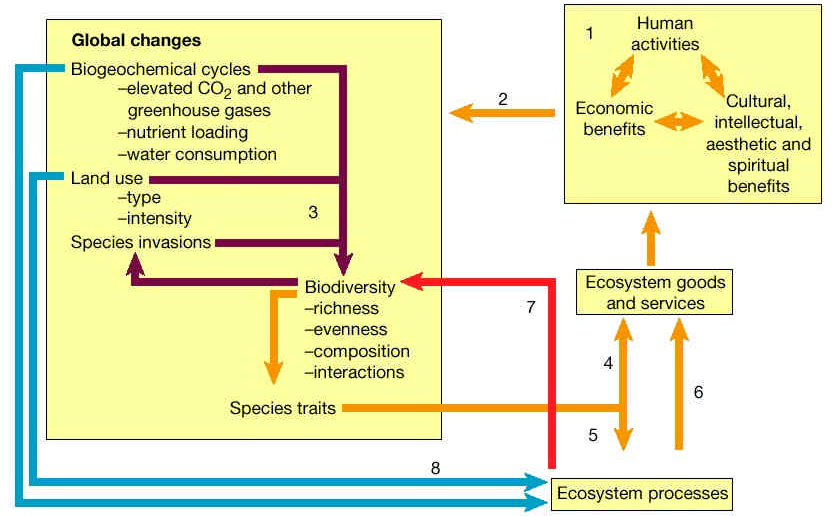 Global changes
Biogeochemical cycles
–elevated CO2 and other
greenhouse gases
–nutrient loading
–water consumption
Land use
–type
–intensity
Species invasions
3
Biodiversity
–richness
–evenness
–composition
–interactions
Species traits
2
1
Human
activities
Economic
benefits
Cultural,
intellectual,
aesthetic and
spiritual
benefits
Ecosystem goods
and services
7
4
6
5
8
Ecosystem processes